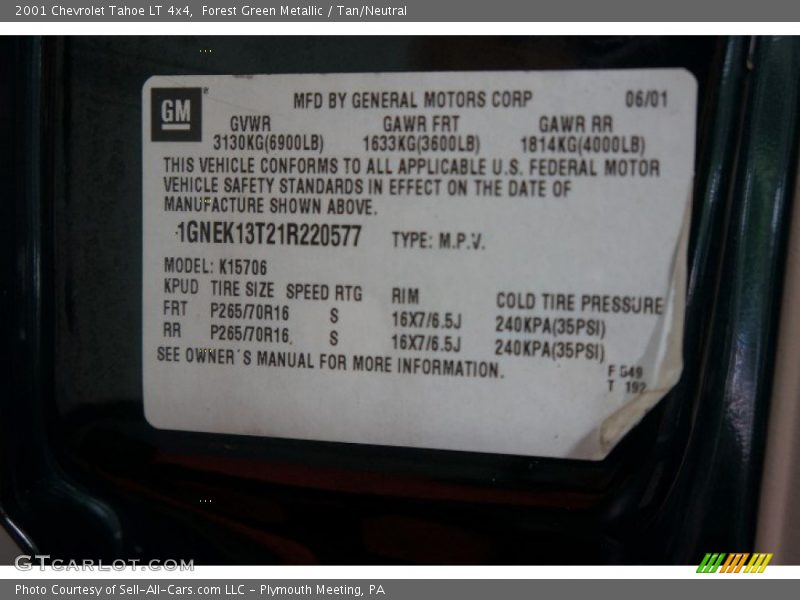 2001 Chevrolet Tahoe LT 4x4, Forest Green Metallic / Tan/Neutral
GM
MFD BY GENERAL MOTORS CORP 06/01
GVWR GAWR FRT GAWR RR
3130KG(6900LB) 1633KG(3600LB) 1814KG(4000LB)
THIS VEHICLE CONFORMS TO ALL APPLICABLE U.S. FEDERAL MOTOR
VEHICLE SAFETY STANDARDS IN EFFECT ON THE DATE OF
MANUFACTURE SHOWN ABOVE.
1GNEK13T21R220577 TYPE: M.P.V.
MODEL: K15706
KPUD TIRE SIZE SPEED RTG RIM COLD TIRE PRESSURE
FRT P265/70R16 S 16X7/6.5J 240KPA(35PSI)
RR P265/70R16 S 16X7/6.5J 240KPA(35PSI)
SEE OWNER'S MANUAL FOR MORE INFORMATION.
F 549
T 192
GTCARLOT.COM
Photo Courtesy of Sell-All-Cars.com LLC - Plymouth Meeting, PA